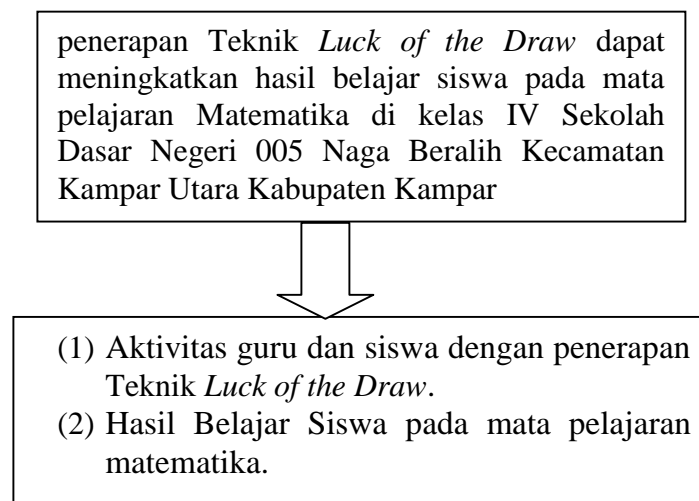 penerapan Teknik Luck of the Draw dapat
meningkatkan hasil belajar siswa pada mata
pelajaran Matematika di kelas IV Sekolah
Dasar Negeri 005 Naga Beralih Kecamatan
Kampar Utara Kabupaten Kampar
(1) Aktivitas guru dan siswa dengan penerapan
Teknik Luck of the Draw.
(2) Hasil Belajar Siswa pada mata pelajaran
matematika.